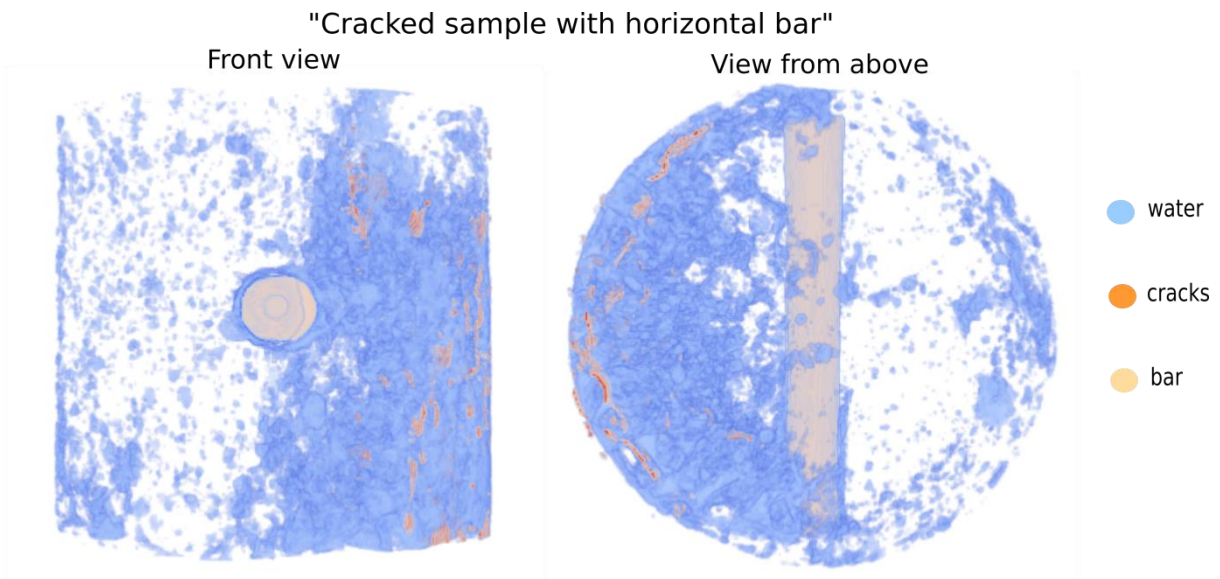 "Cracked sample with horizontal bar"
Front view
View from above
water
cracks
bar